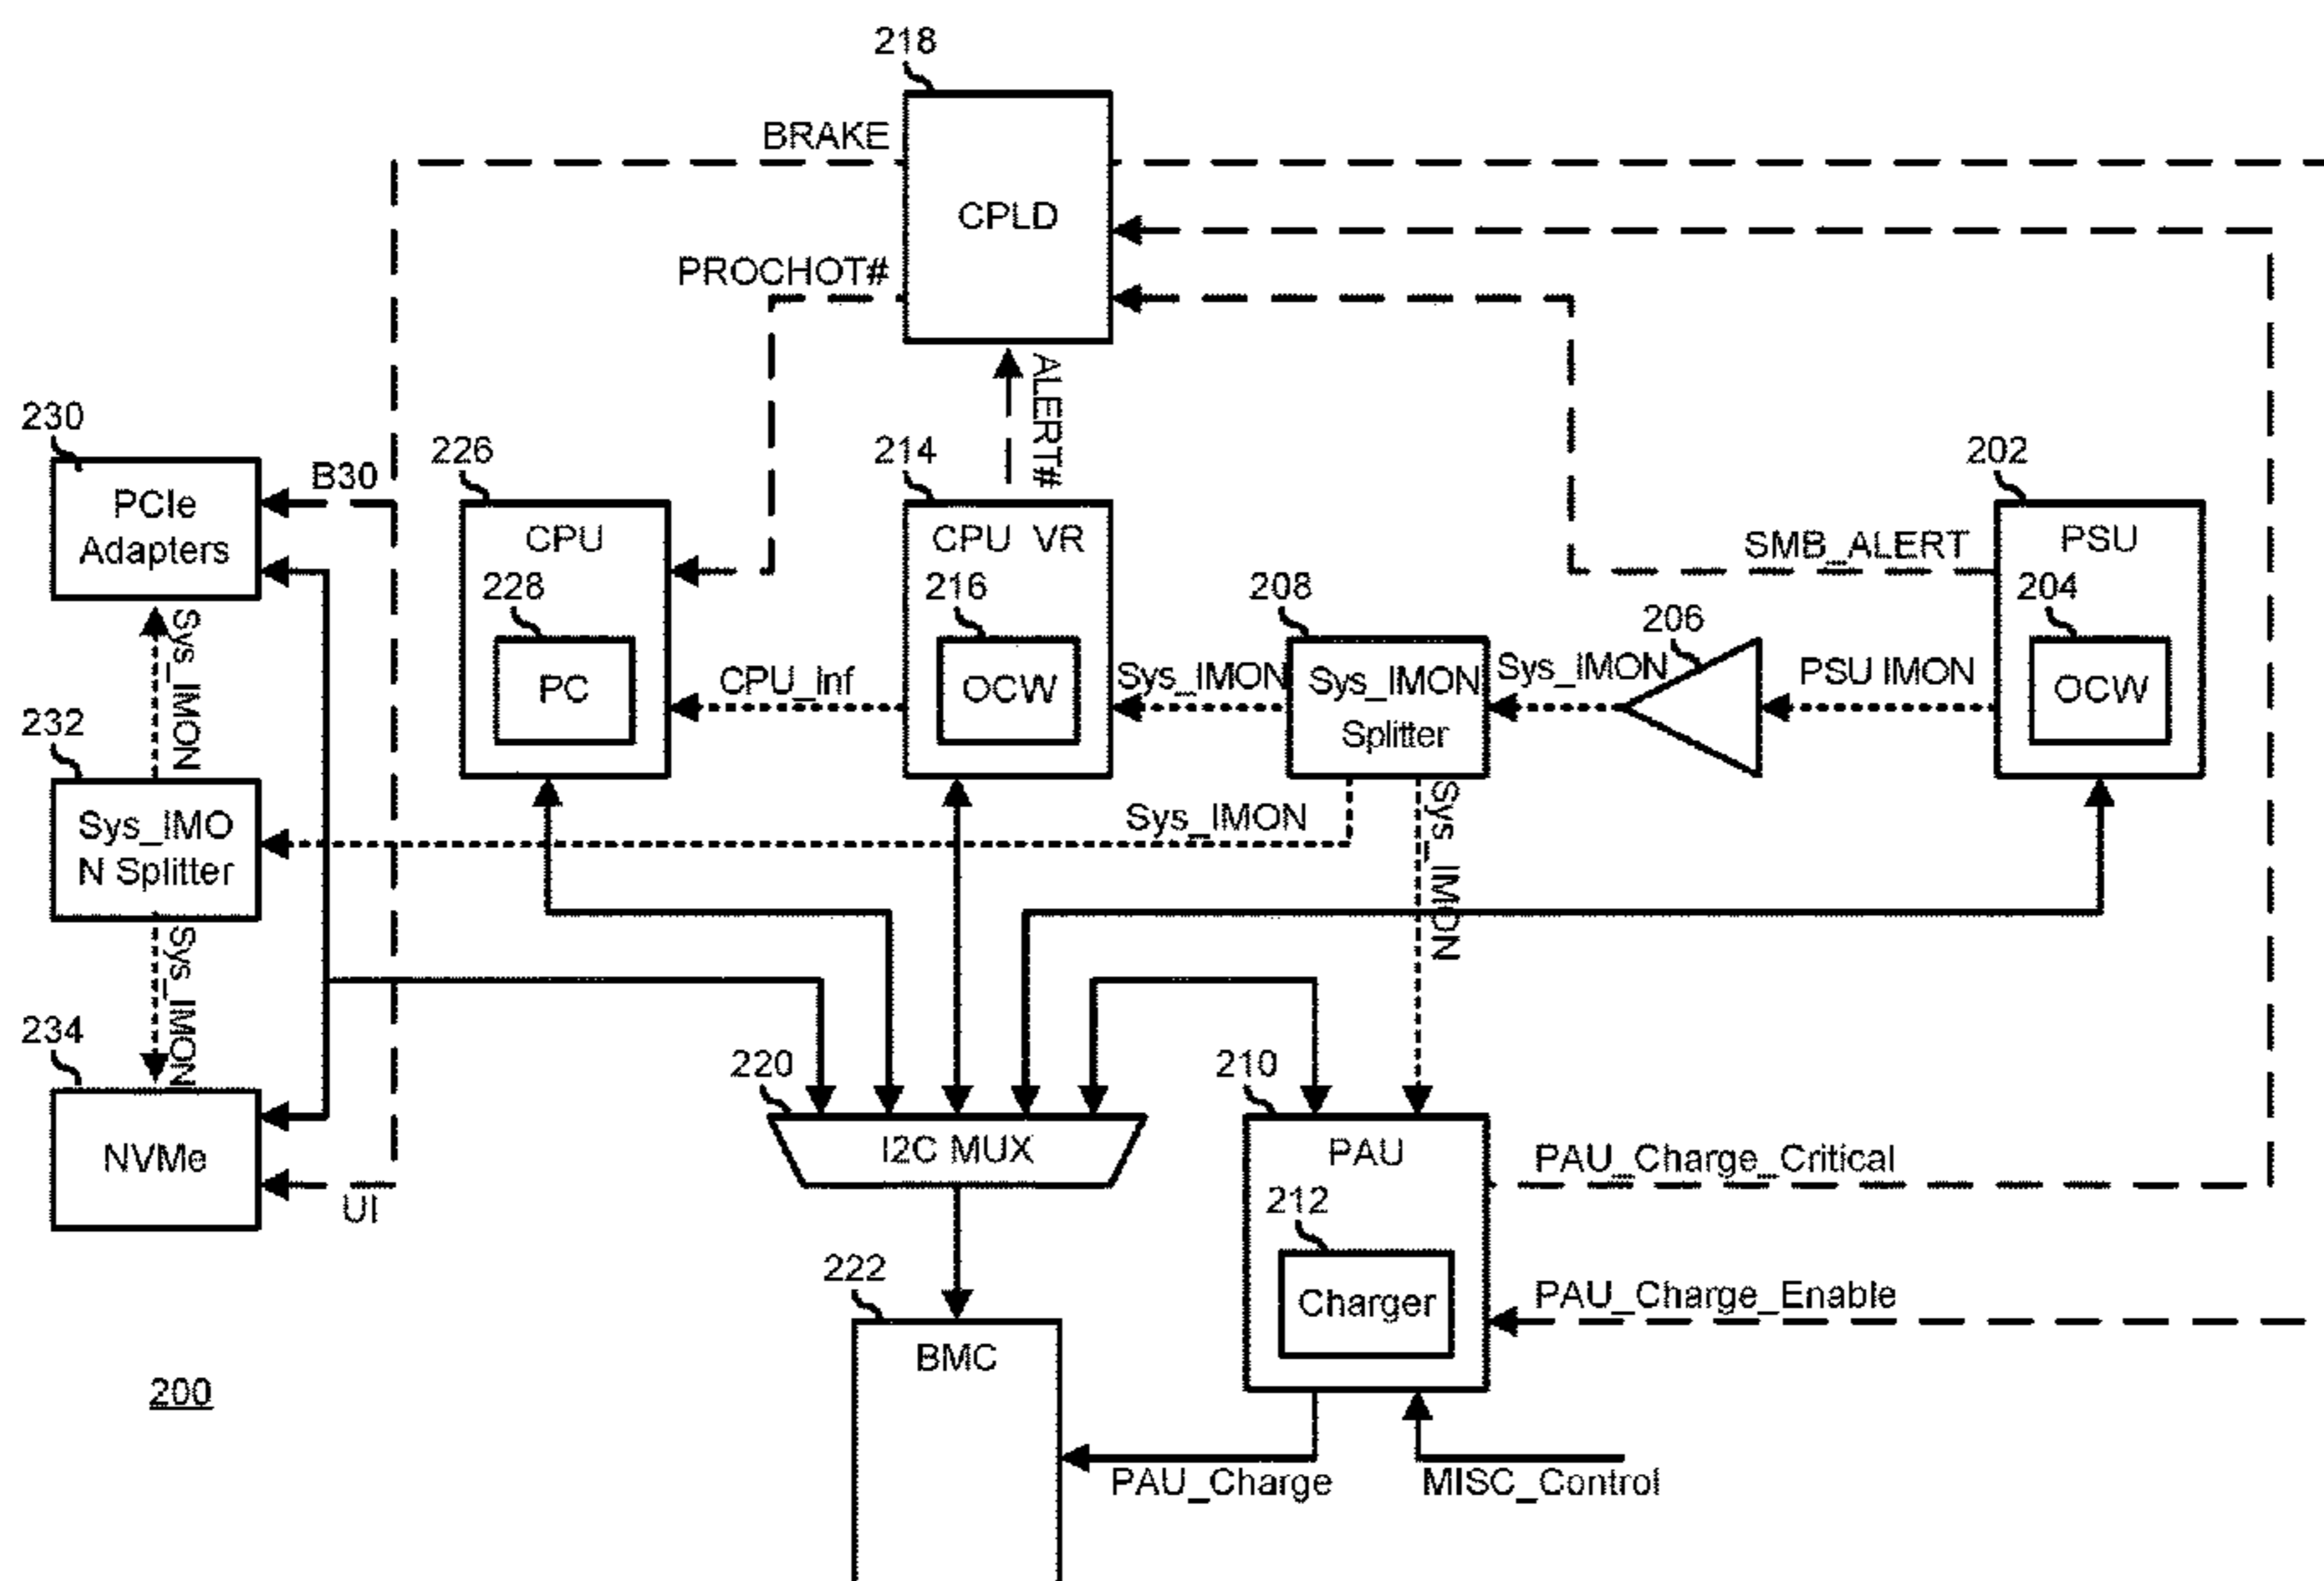 218
BRAKE
CPLD
PROCHOT#
ALERT#
230
PCIe
Adapters
B30
226
CPU
228
PC
214
CPU VR
216
OCW
CPU_inf
202
PSU
204
OCW
SMB_ALERT
206
PSU IMON
Sys_IMON
208
Sys_IMON
Splitter
Sys_IMON
Sys_IMON
232
Sys_IMO
N Splitter
Sys_IMON
Sys_IMON
Sys_IMON
234
NVMe
UI
220
I2C MUX
210
PAU
212
Charger
PAU_Charge_Critical
PAU_Charge_Enable
222
BMC
200
PAU_Charge
MISC_Control